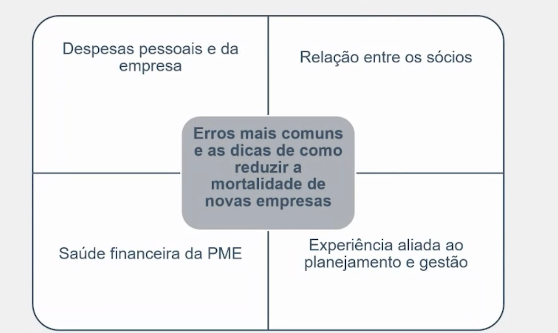 Despesas pessoais e da
empresa
Relação entre os sócios
Erros mais comuns
e as dicas de como
reduzir a
mortalidade de
novas empresas
Saúde financeira da PME
Experiência aliada ao
planejamento e gestão